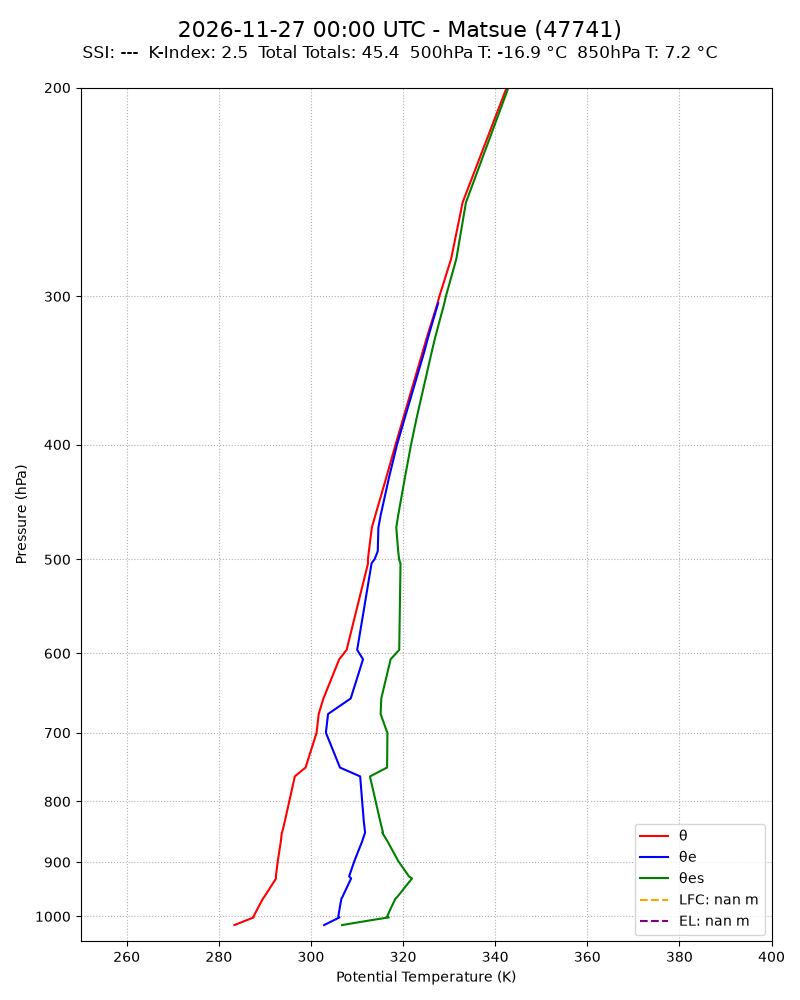 2026-11-27 00:00 UTC - Matsue (47741)
SSI: ---  K-Index: 2.5  Total Totals: 45.4  500hPa T: -16.9 °C  850hPa T: 7.2 °C
200
300
400
500
600
700
800
900
1000
Pressure (hPa)
θ
θe
θes
LFC: nan m
EL: nan m
260 280 300 320 340 360 380 400
Potential Temperature (K)